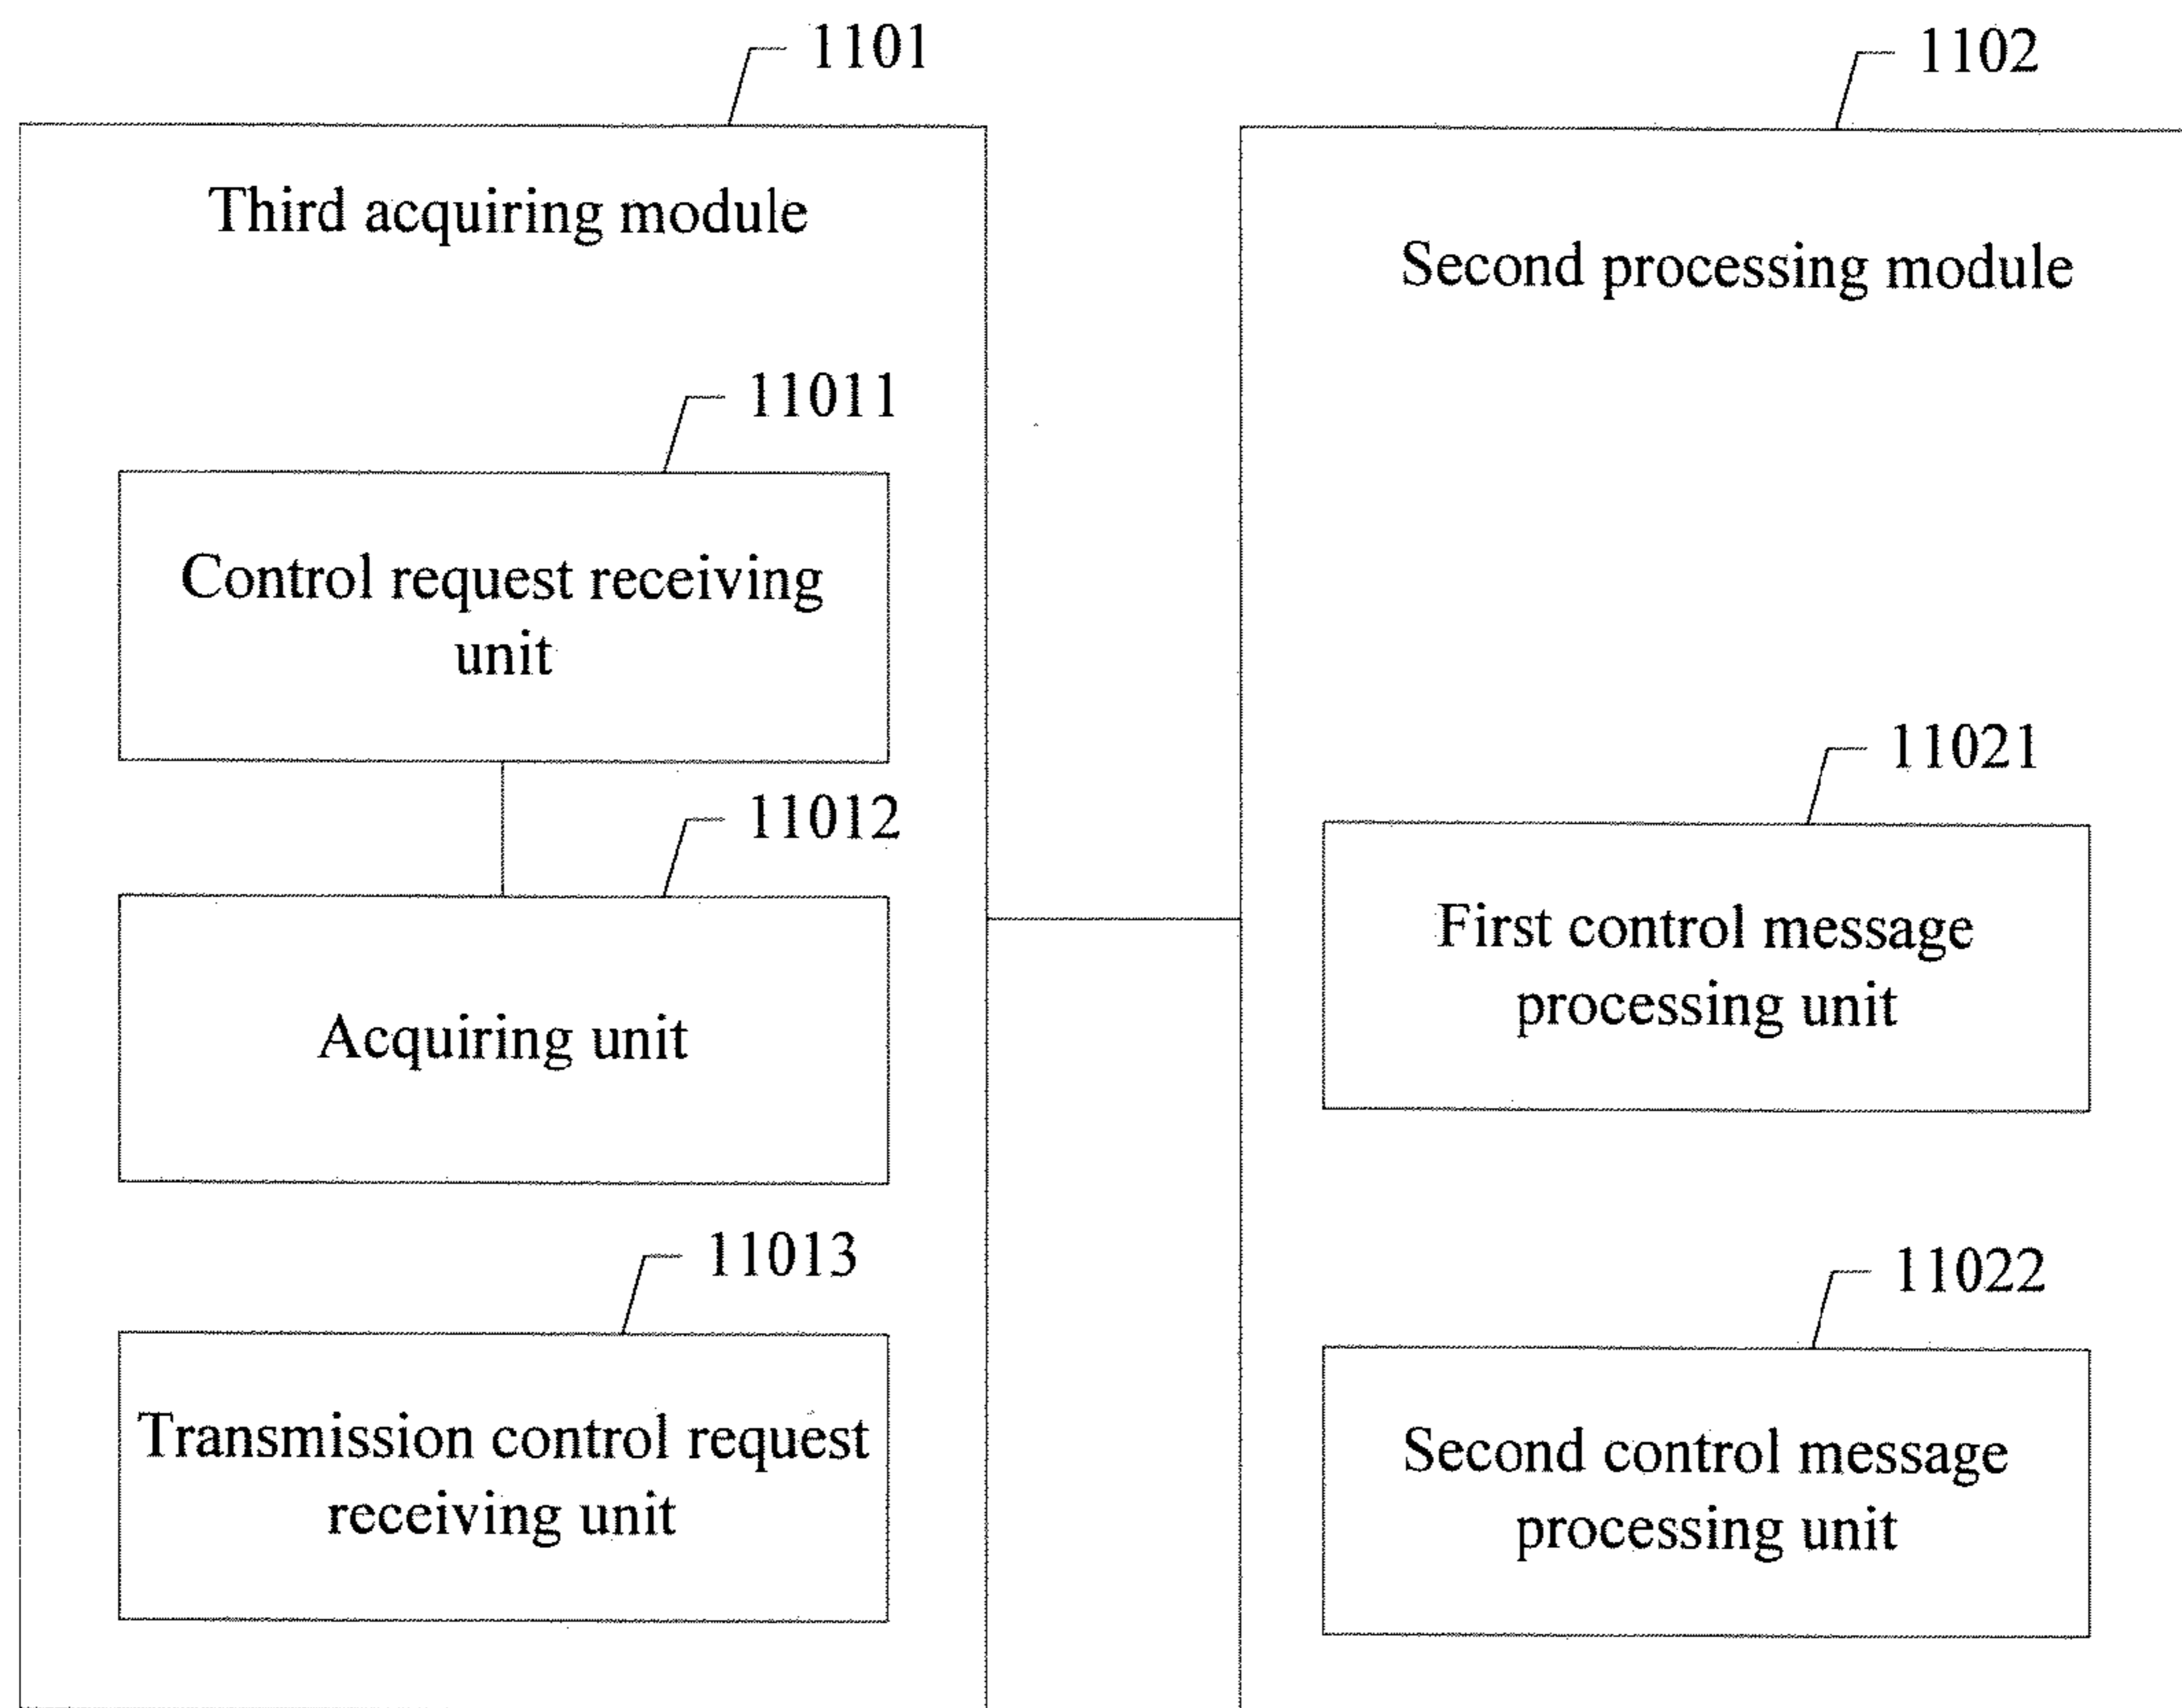 1101
Third acquiring module
11011
Control request receiving
unit
11012
Acquiring unit
11013
Transmission control request
receiving unit
1102
Second processing module
11021
First control message
processing unit
11022
Second control message
processing unit